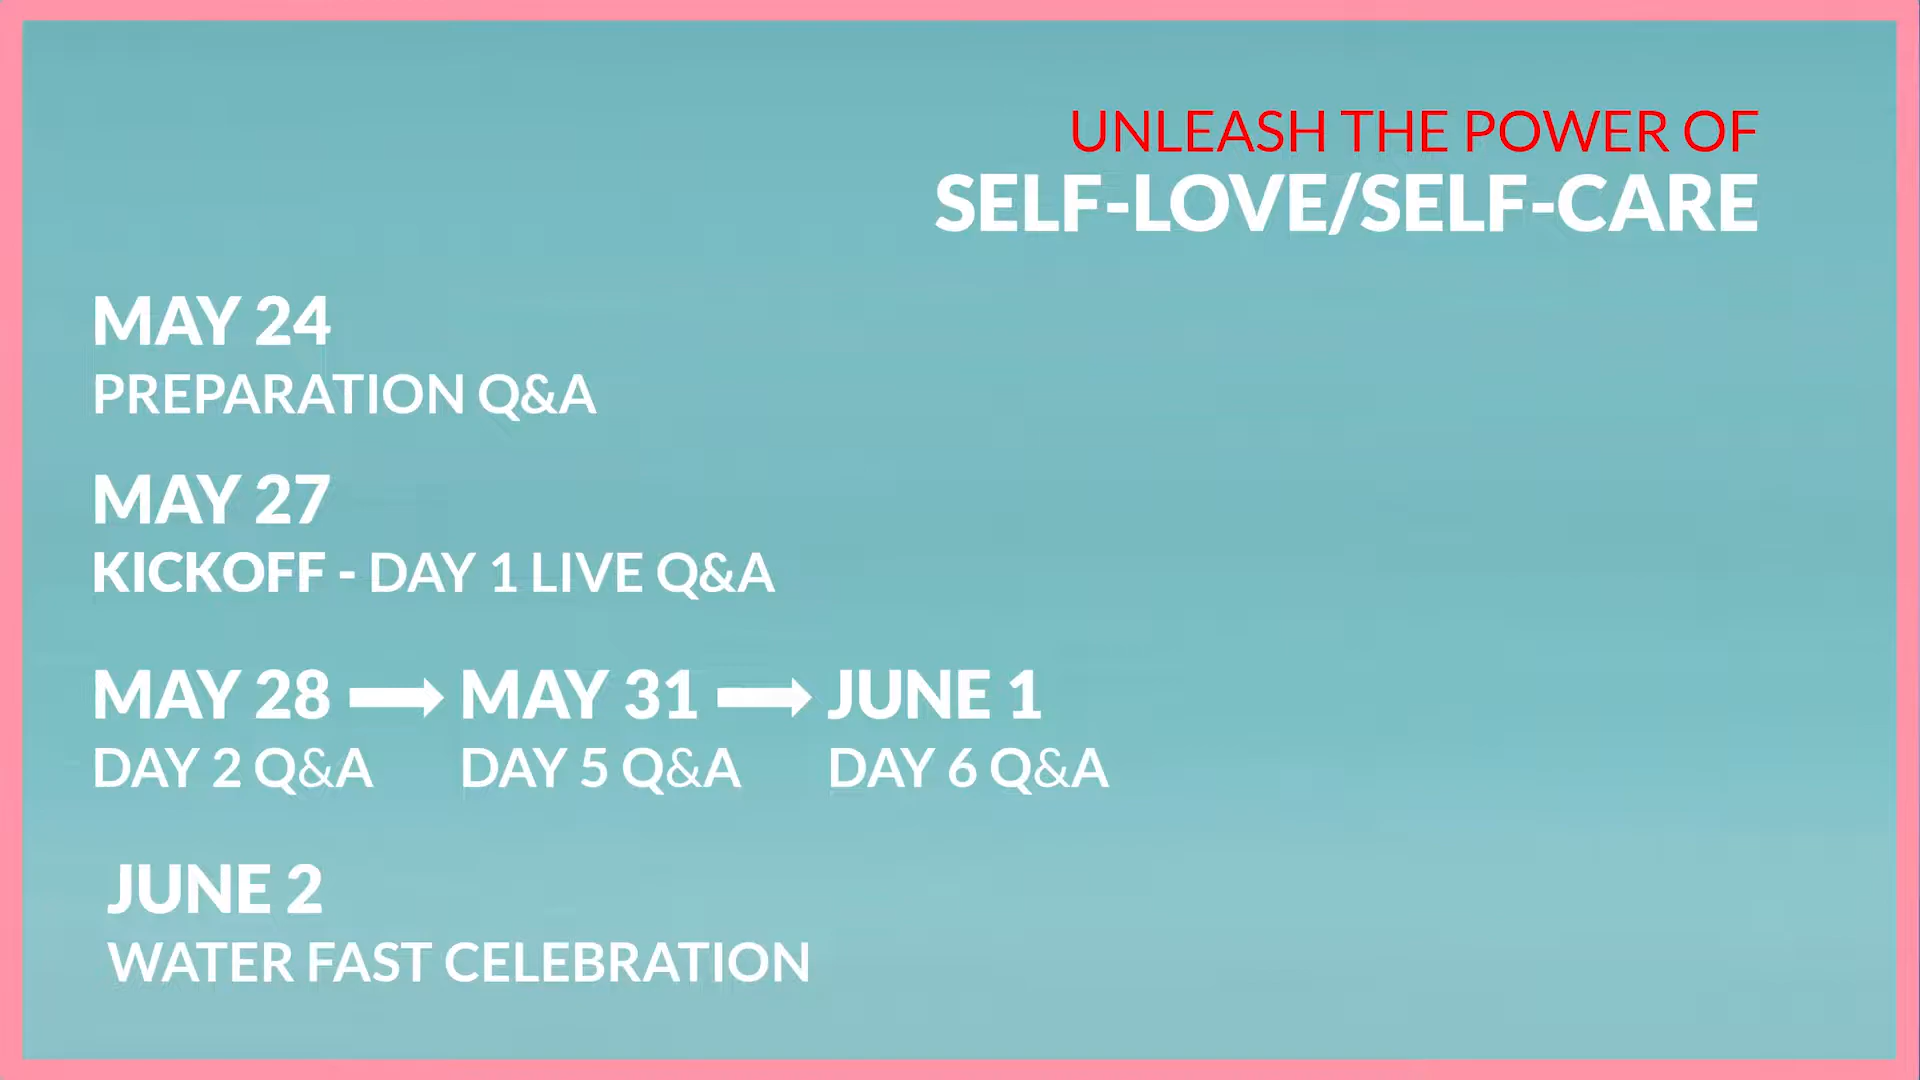 UNLEASH THE POWER OF
SELF-LOVE/SELF-CARE
MAY 24
PREPARATION Q&A
MAY 27
KICKOFF - DAY 1 LIVE Q&A
MAY 28 MAY 31 JUNE 1
DAY 2 Q&A DAY 5 Q&A DAY 6 Q&A
JUNE 2
WATER FAST CELEBRATION